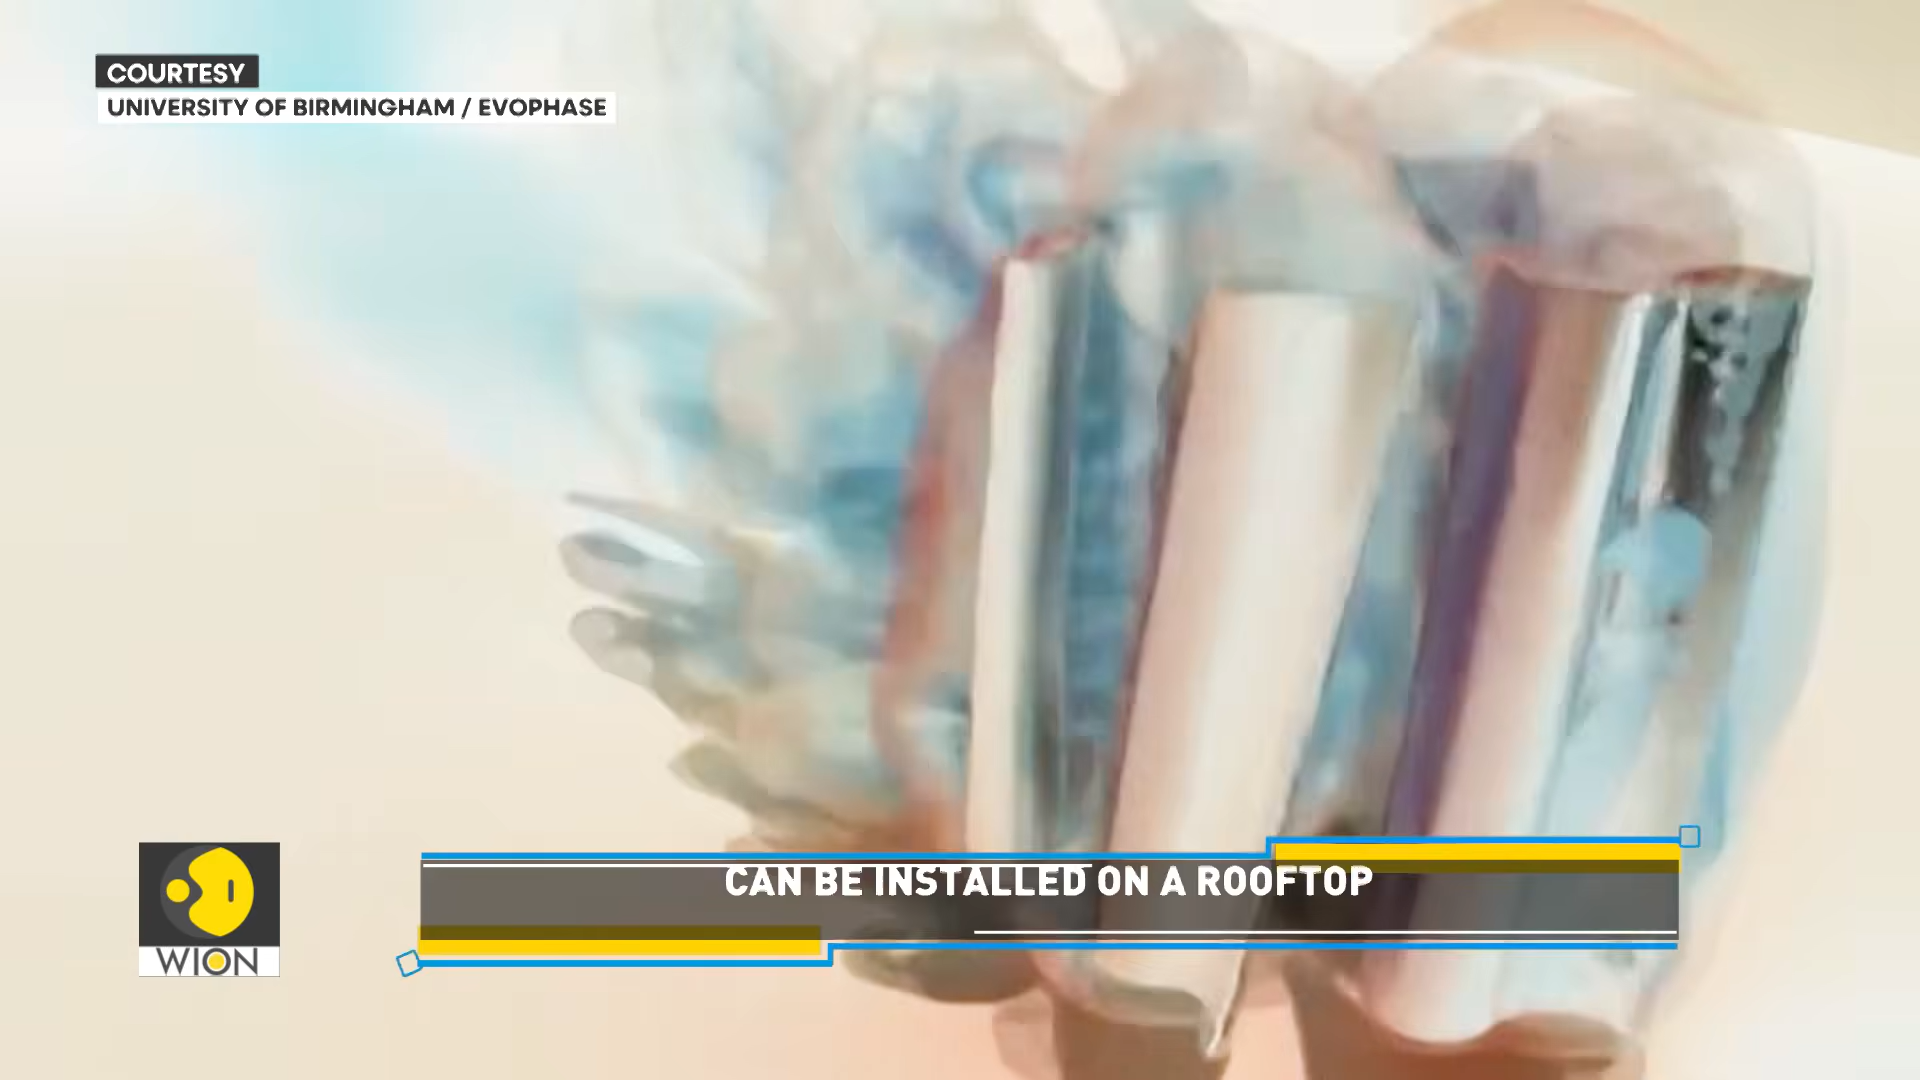 COURTESY
UNIVERSITY OF BIRMINGHAM / EVOPHASE
CAN BE INSTALLED ON A ROOFTOP
WION